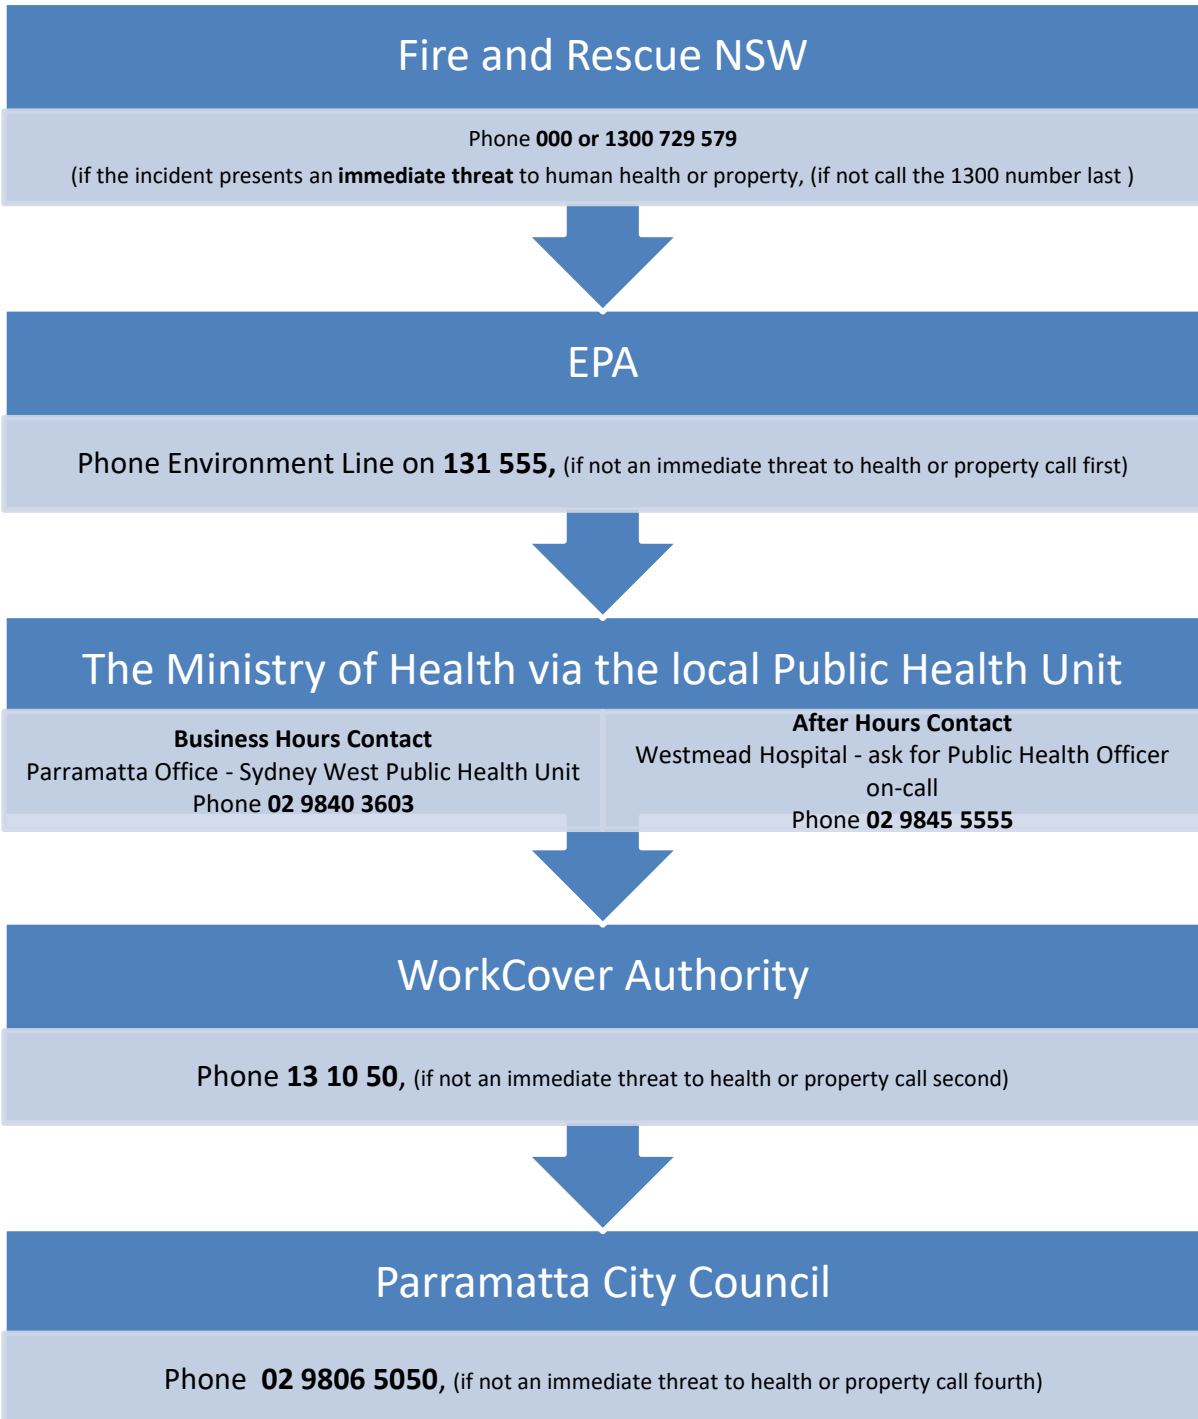 Fire and Rescue NSW
Phone 000 or 1300 729 579
(if the incident presents an immediate threat to human health or property, (if not call the 1300 number last )
EPA
Phone Environment Line on 131 555, (if not an immediate threat to health or property call first)
The Ministry of Health via the local Public Health Unit
Business Hours Contact
Parramatta Office - Sydney West Public Health Unit
Phone 02 9840 3603
After Hours Contact
Westmead Hospital - ask for Public Health Officer
on-call
Phone 02 9845 5555
WorkCover Authority
Phone 13 10 50, (if not an immediate threat to health or property call second)
Parramatta City Council
Phone 02 9806 5050, (if not an immediate threat to health or property call fourth)